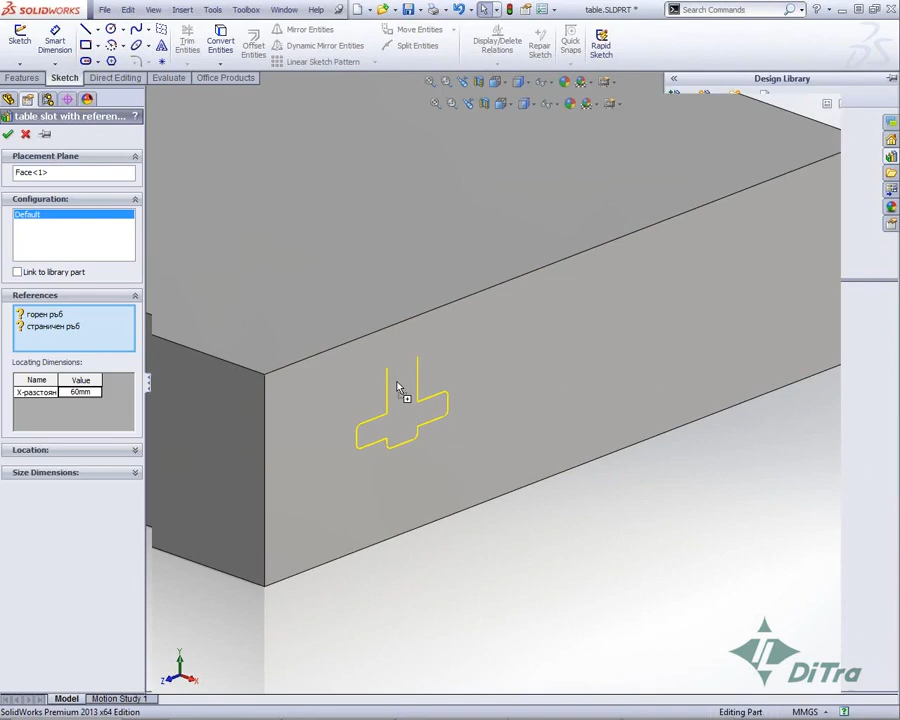 SOLIDWORKS File Edit View Insert Tools Window Help table.SLDPRT * Search Commands
Sketch Smart Dimension Trim Entities Convert Entities Offset Entities Mirror Entities Move Entities Display/Delete Relations Repair Sketch Quick Snaps Rapid Sketch
Dynamic Mirror Entities Split Entities
Linear Sketch Pattern
Features Sketch Direct Editing Evaluate Office Products Design Library
table slot with referen... ?
Placement Plane
Face<1>
Configuration:
Default
Link to library part
References
горен ръб
страничен ръб
Locating Dimensions:
Name Value
X-разстоян 60mm
Location:
Size Dimensions:
Y
Z X
DiTra
Model Motion Study 1
SolidWorks Premium 2013 x64 Edition Editing Part MMGS